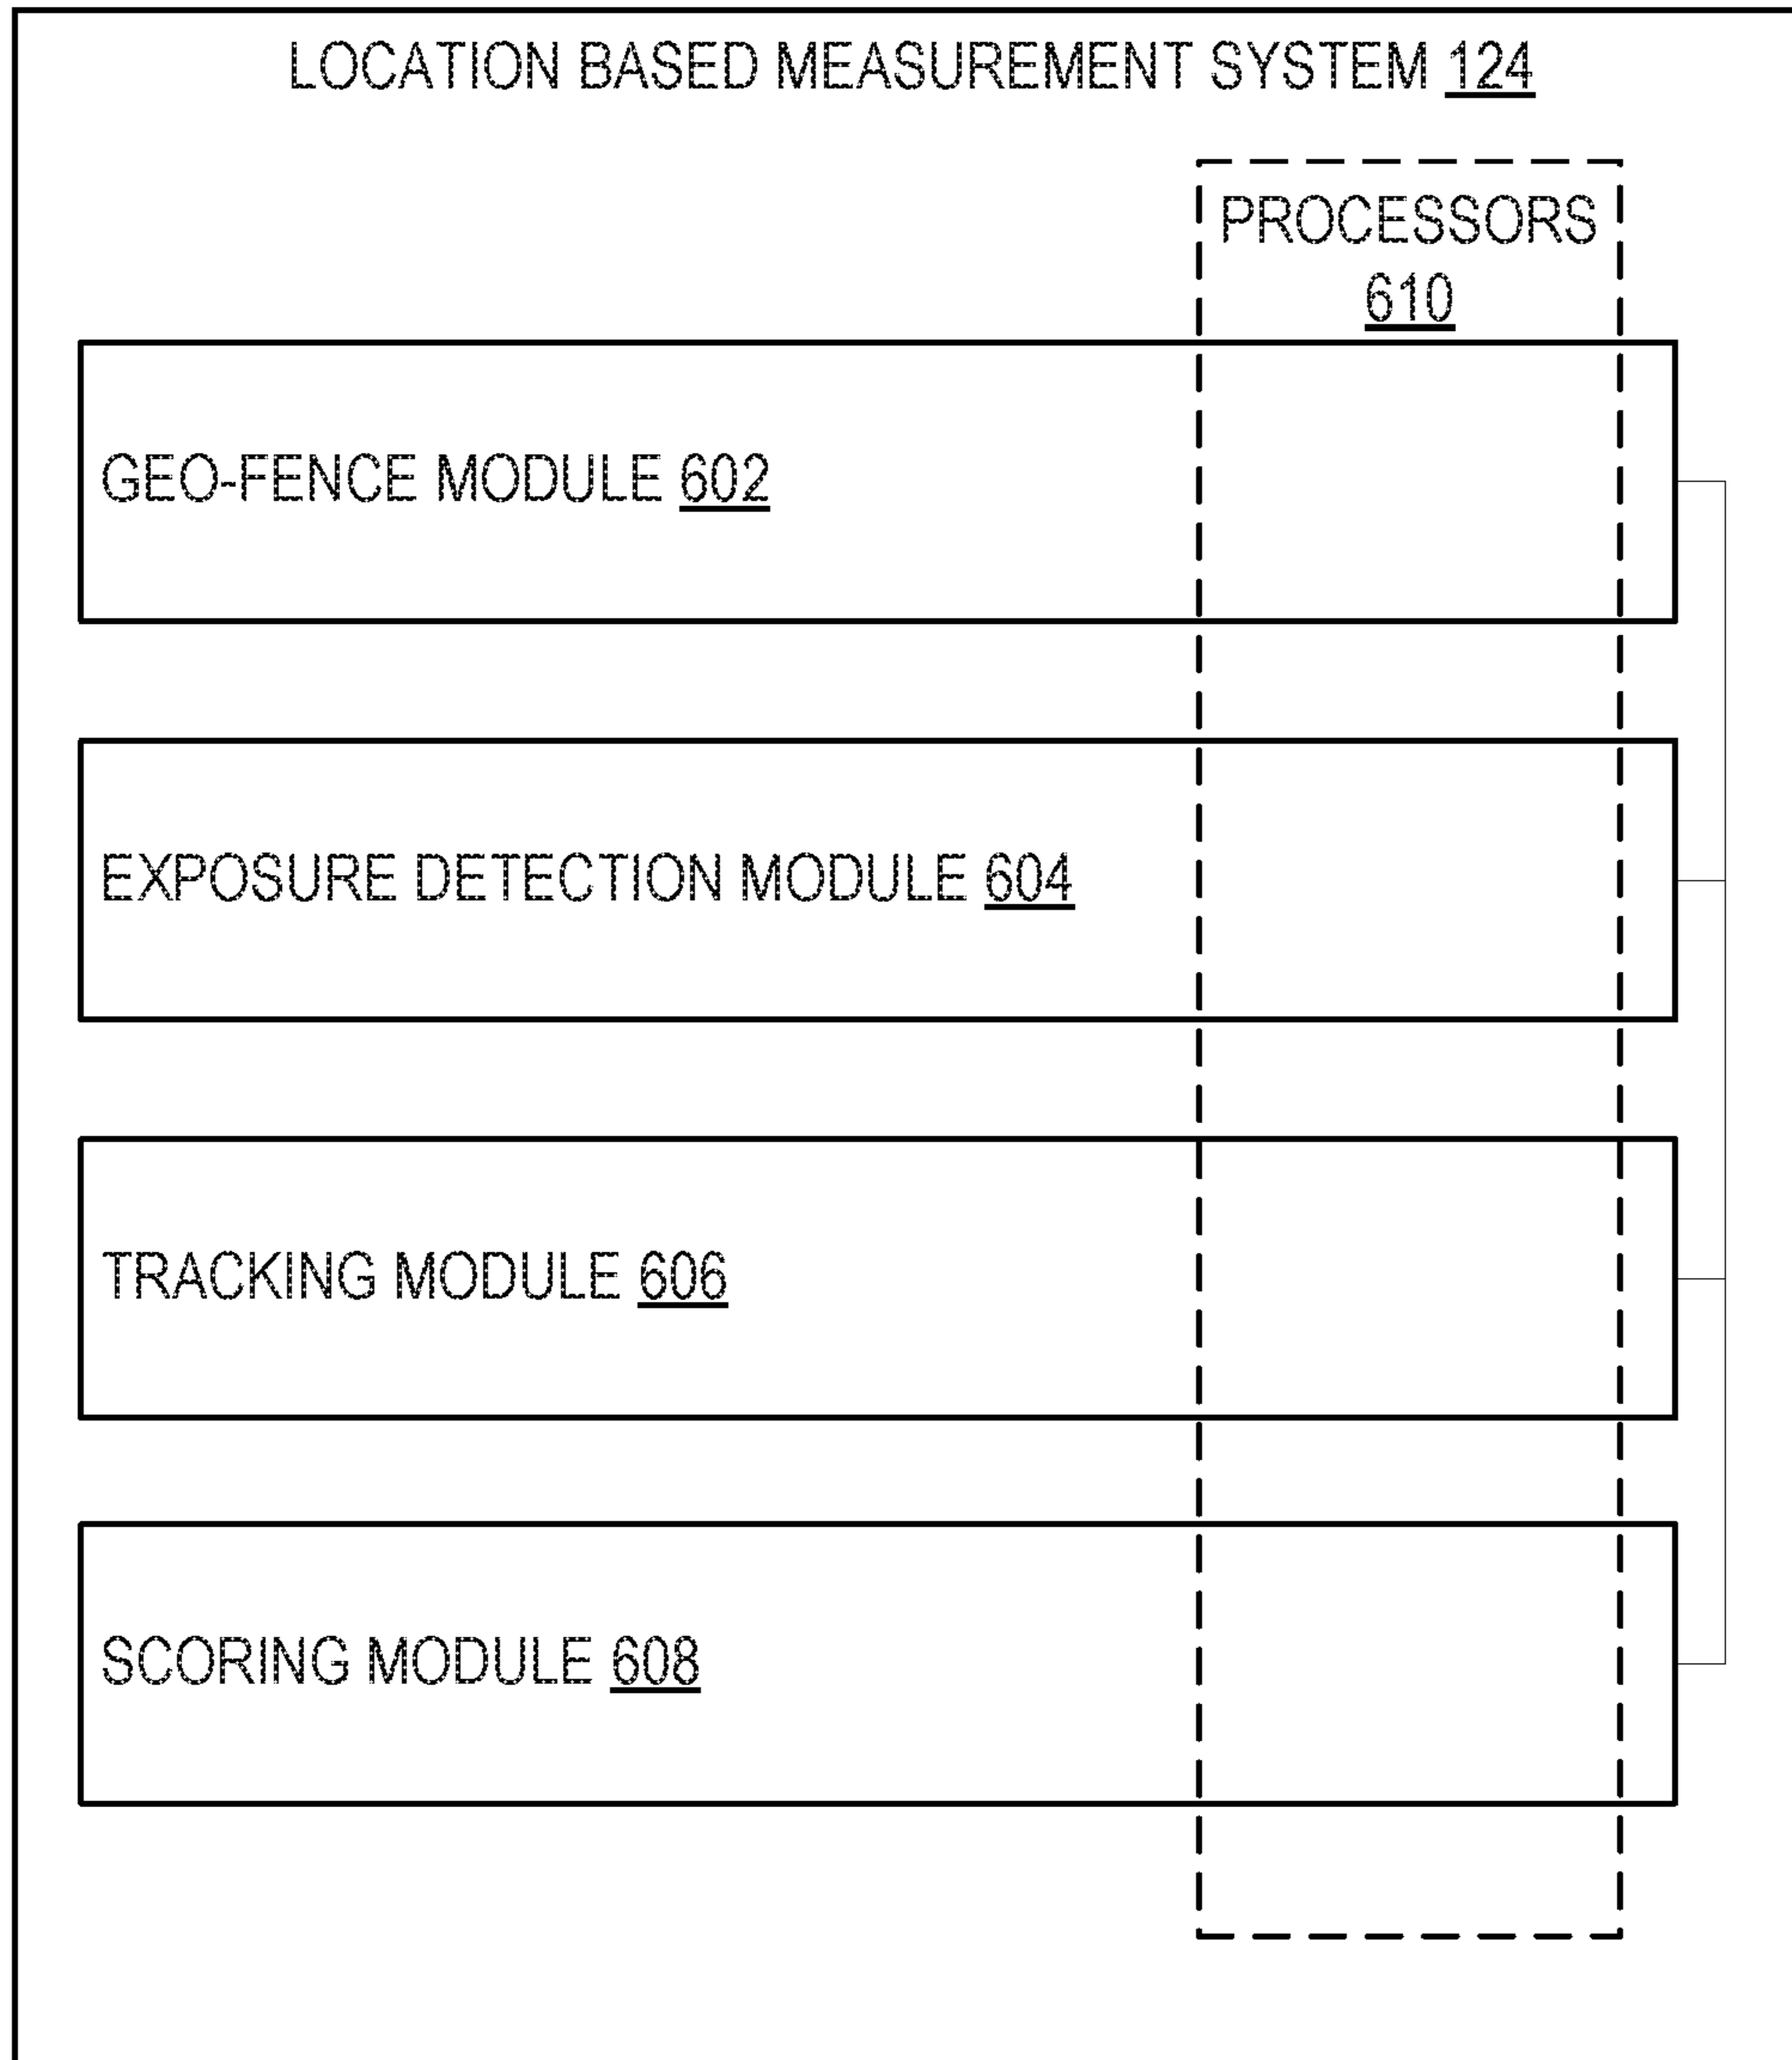 LOCATION BASED MEASUREMENT SYSTEM 124
PROCESSORS
610
GEO-FENCE MODULE 602
EXPOSURE DETECTION MODULE 604
TRACKING MODULE 606
SCORING MODULE 608